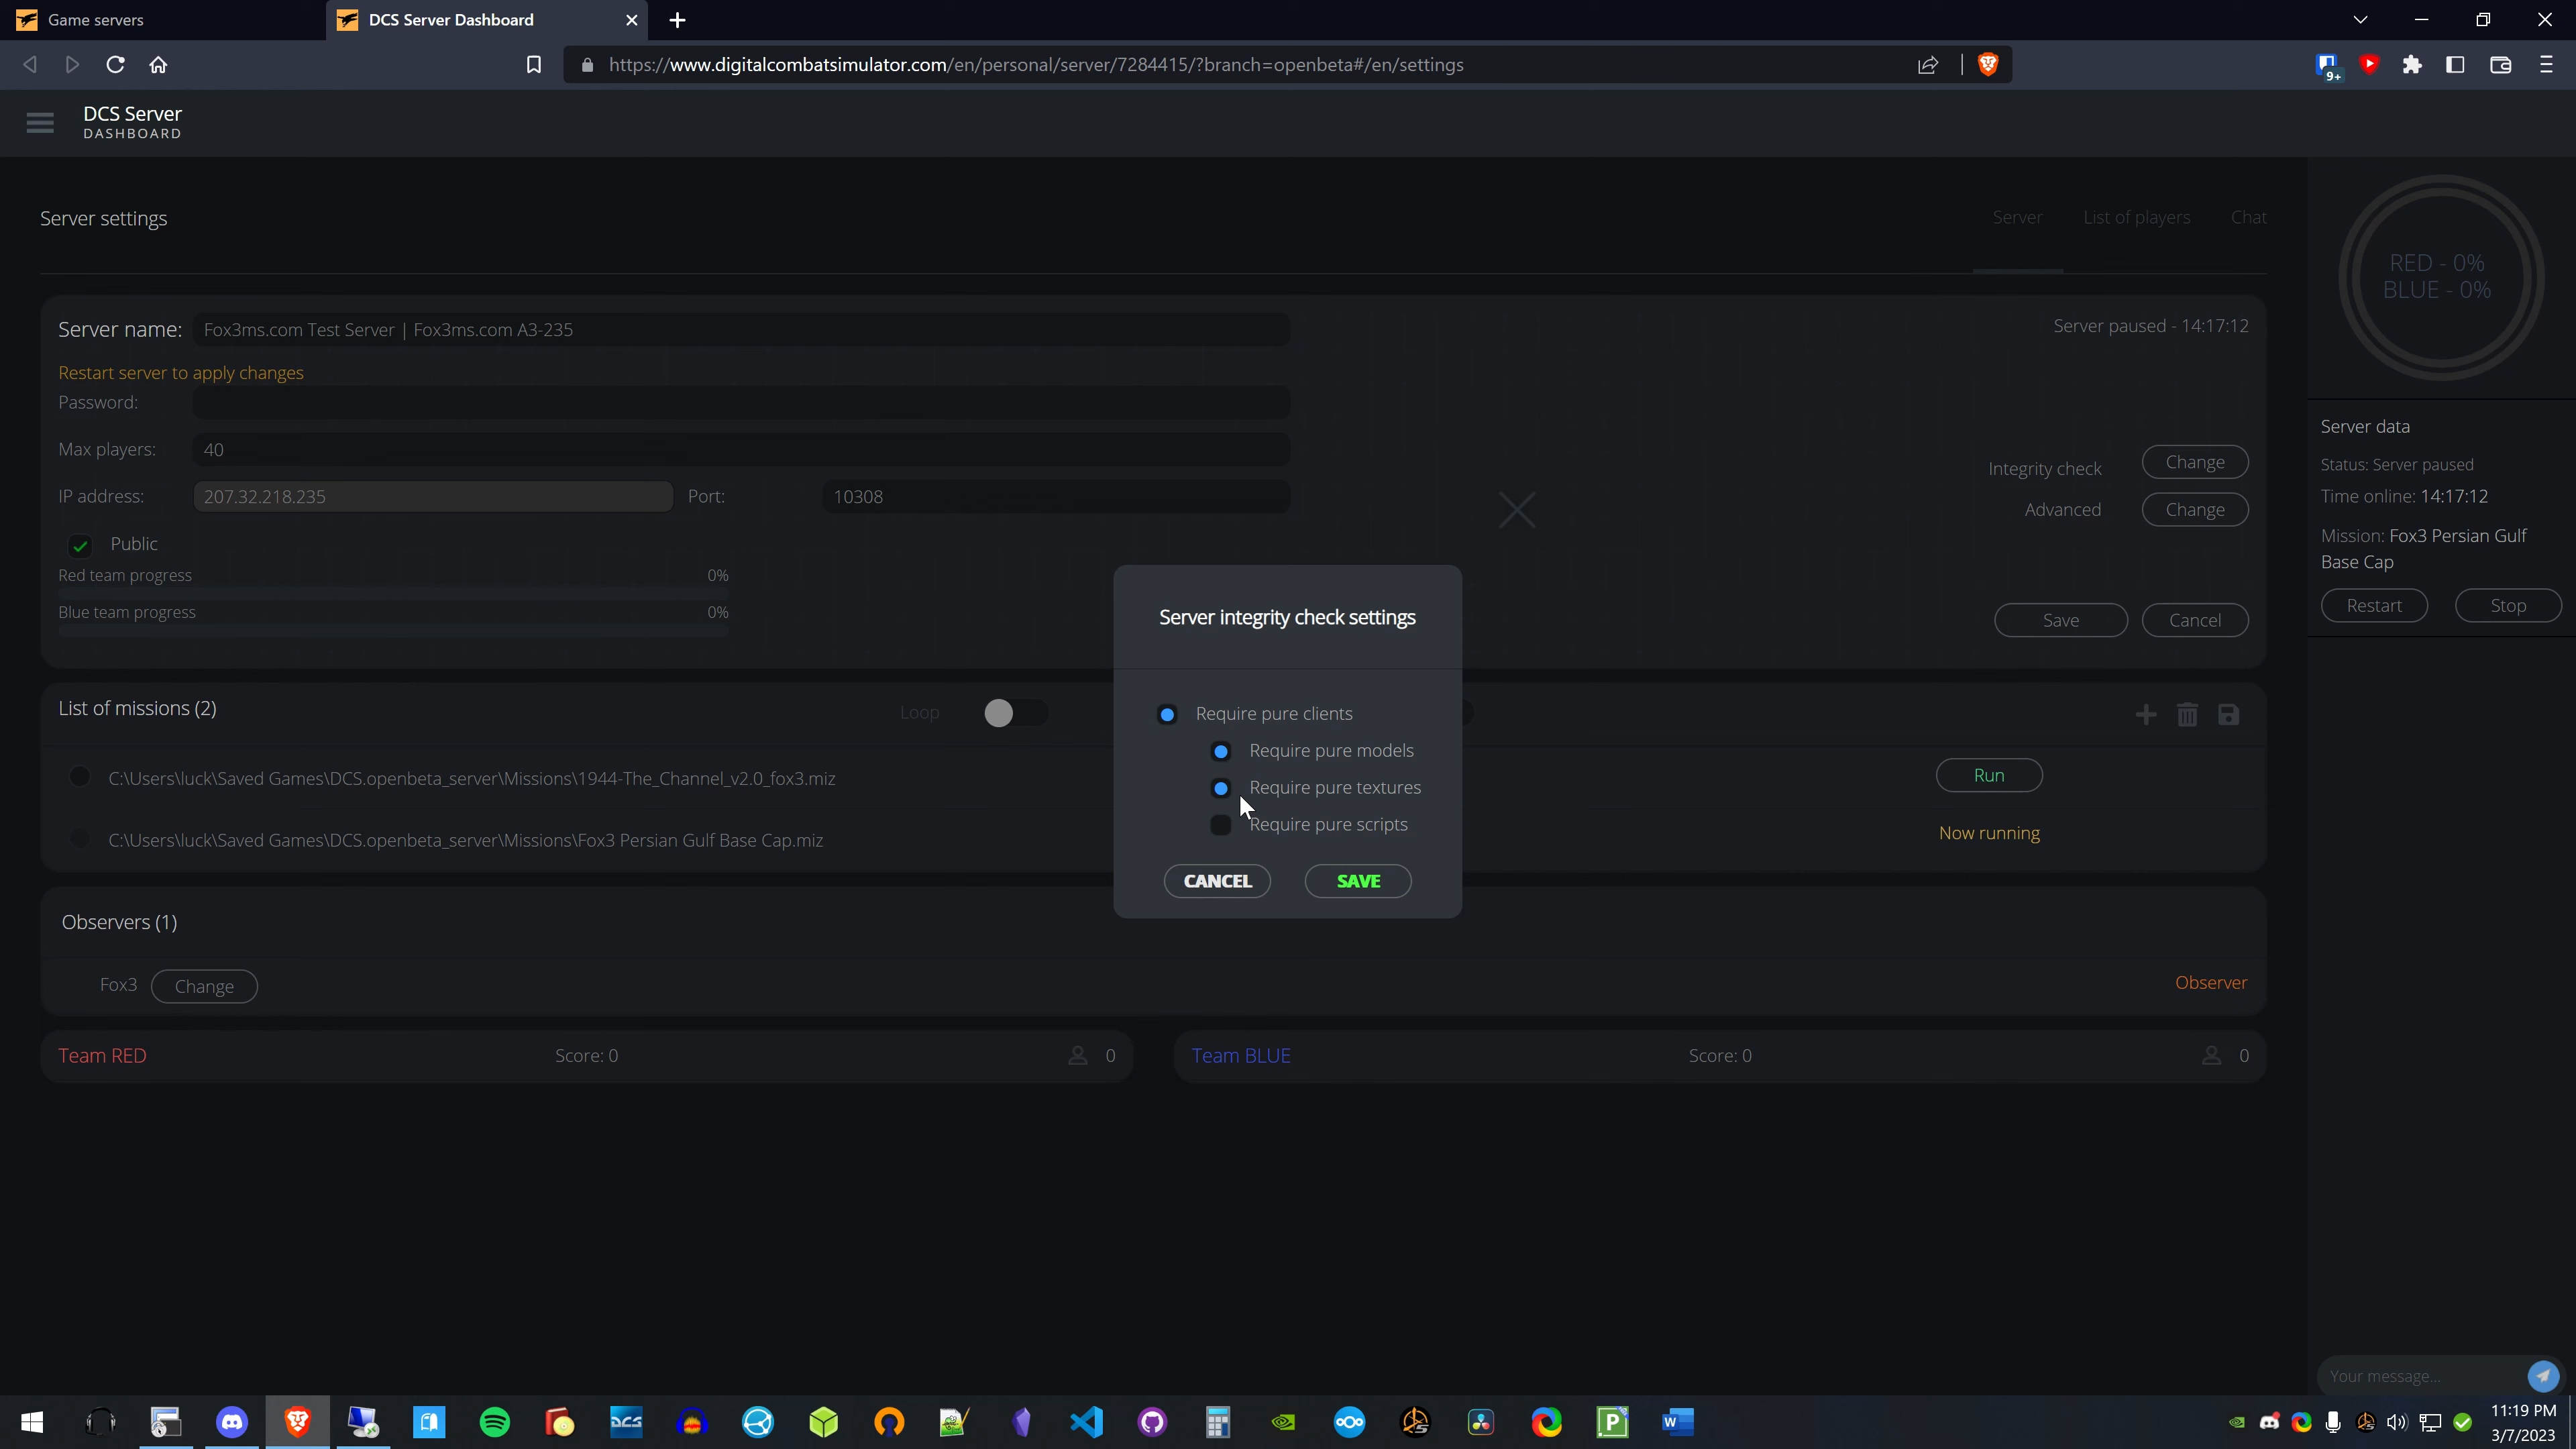 Game servers
DCS Server Dashboard
https://www.digitalcombatsimulator.com/en/personal/server/7284415/?branch=openbeta#/en/settings
9+
DCS Server
DASHBOARD
Server settings
Server List of players Chat
RED - 0%
BLUE - 0%
Server name: Fox3ms.com Test Server | Fox3ms.com A3-235
Server paused - 14:17:12
Restart server to apply changes
Password:
Max players: 40
IP address: 207.32.218.235 Port: 10308
Public
Red team progress 0%
Blue team progress 0%
Integrity check Change
Advanced Change
Save Cancel
Server data
Status: Server paused
Time online: 14:17:12
Mission: Fox3 Persian Gulf
Base Cap
Restart Stop
Server integrity check settings
Require pure clients
Require pure models
Require pure textures
Require pure scripts
CANCEL SAVE
List of missions (2) Loop
C:\Users\luck\Saved Games\DCS.openbeta_server\Missions\1944-The_Channel_v2.0_fox3.miz Run
C:\Users\luck\Saved Games\DCS.openbeta_server\Missions\Fox3 Persian Gulf Base Cap.miz Now running
Observers (1)
Fox3 Change Observer
Team RED Score: 0 0
Team BLUE Score: 0 0
Your message...
DCS
P
W
11:19 PM
3/7/2023